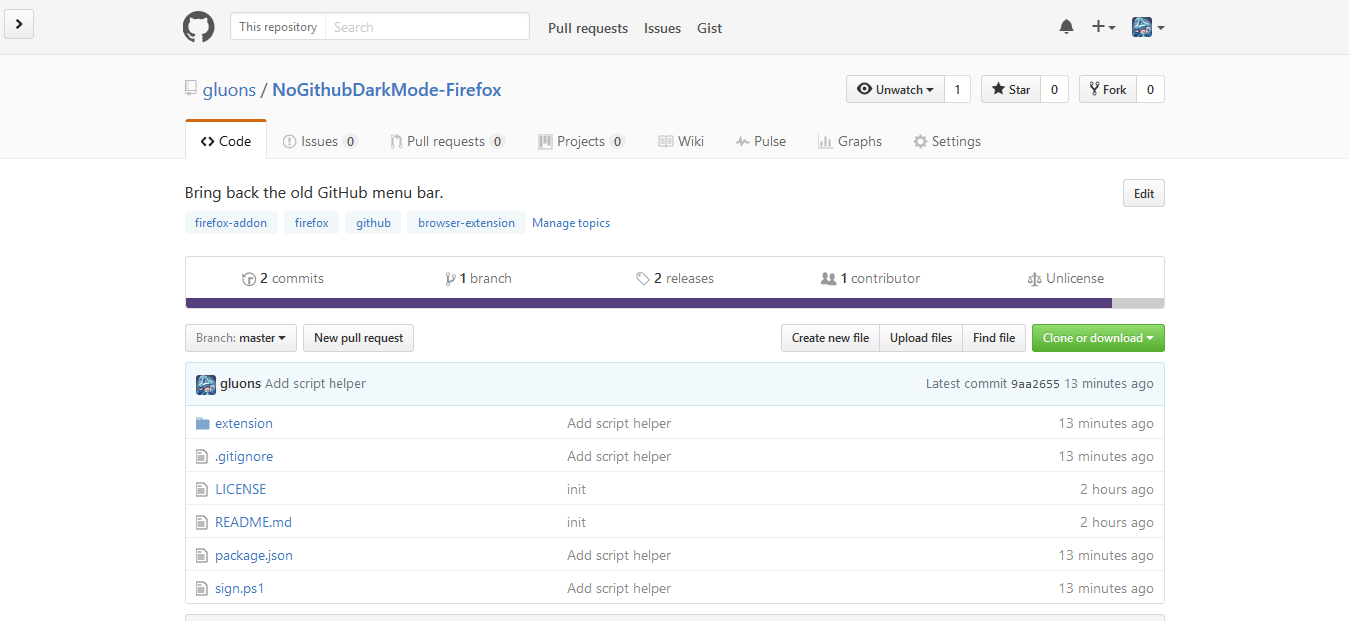 This repository Search Pull requests Issues Gist
gluons / NoGithubDarkMode-Firefox Unwatch 1 Star 0 Fork 0
Code Issues 0 Pull requests 0 Projects 0 Wiki Pulse Graphs Settings
Bring back the old GitHub menu bar. Edit
firefox-addon firefox github browser-extension Manage topics
2 commits 1 branch 2 releases 1 contributor Unlicense
Branch: master New pull request Create new file Upload files Find file Clone or download
gluons Add script helper Latest commit 9aa2655 13 minutes ago
extension Add script helper 13 minutes ago
.gitignore Add script helper 13 minutes ago
LICENSE init 2 hours ago
README.md init 2 hours ago
package.json Add script helper 13 minutes ago
sign.ps1 Add script helper 13 minutes ago